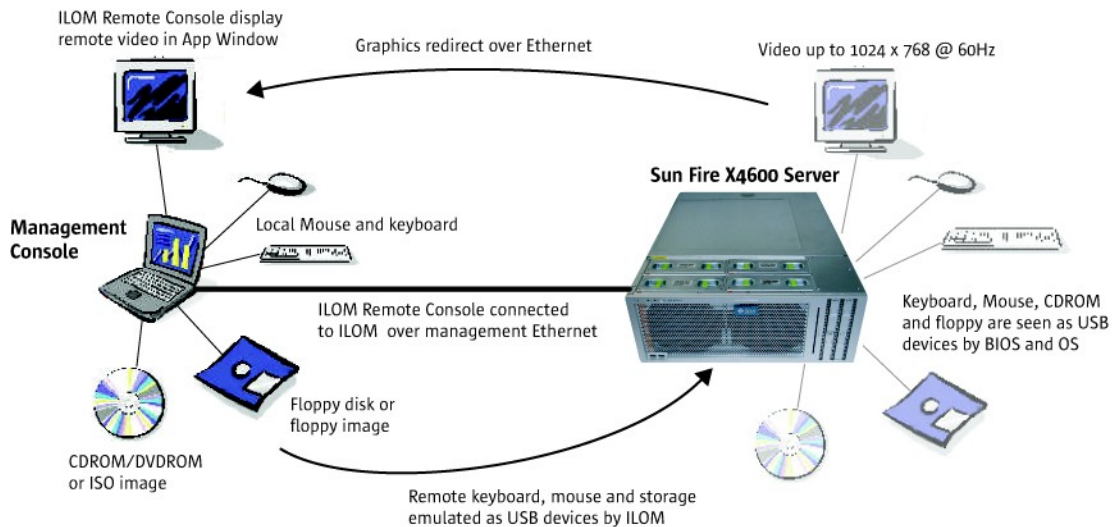 ILOM Remote Console display
remote video in App Window
Graphics redirect over Ethernet
Video up to 1024 x 768 @ 60Hz
Sun Fire X4600 Server
Management
Console
Local Mouse and keyboard
ILOM Remote Console connected
to ILOM over management Ethernet
Keyboard, Mouse, CDROM
and floppy are seen as USB
devices by BIOS and OS
Floppy disk or
floppy image
CDROM/DVDROM
or ISO image
Remote keyboard, mouse and storage
emulated as USB devices by ILOM